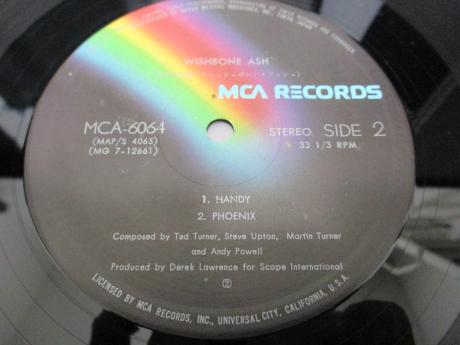 WISHBONE ASH
MCA RECORDS
MCA-6064
(MAP/S 4065)
(MG 7-12661)
STEREO SIDE 2
33 1/3 RPM
1. HANDY
2. PHOENIX
Composed by Ted Turner, Steve Upton, Martin Turner
and Andy Powell
Produced by Derek Lawrence for Scope International
②
LICENSED BY MCA RECORDS, INC., UNIVERSAL CITY, CALIFORNIA, U.S.A.